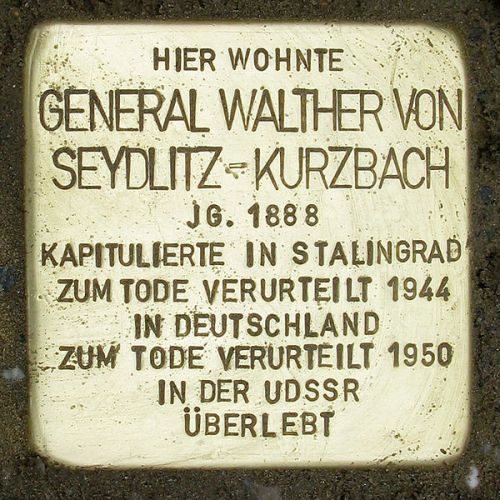 HIER WOHNTE
GENERAL WALTHER VON
SEYDLITZ-KURZBACH
JG. 1888
KAPITULIERTE IN STALINGRAD
ZUM TODE VERURTEILT 1944
IN DEUTSCHLAND
ZUM TODE VERURTEILT 1950
IN DER UDSSR
ÜBERLEBT